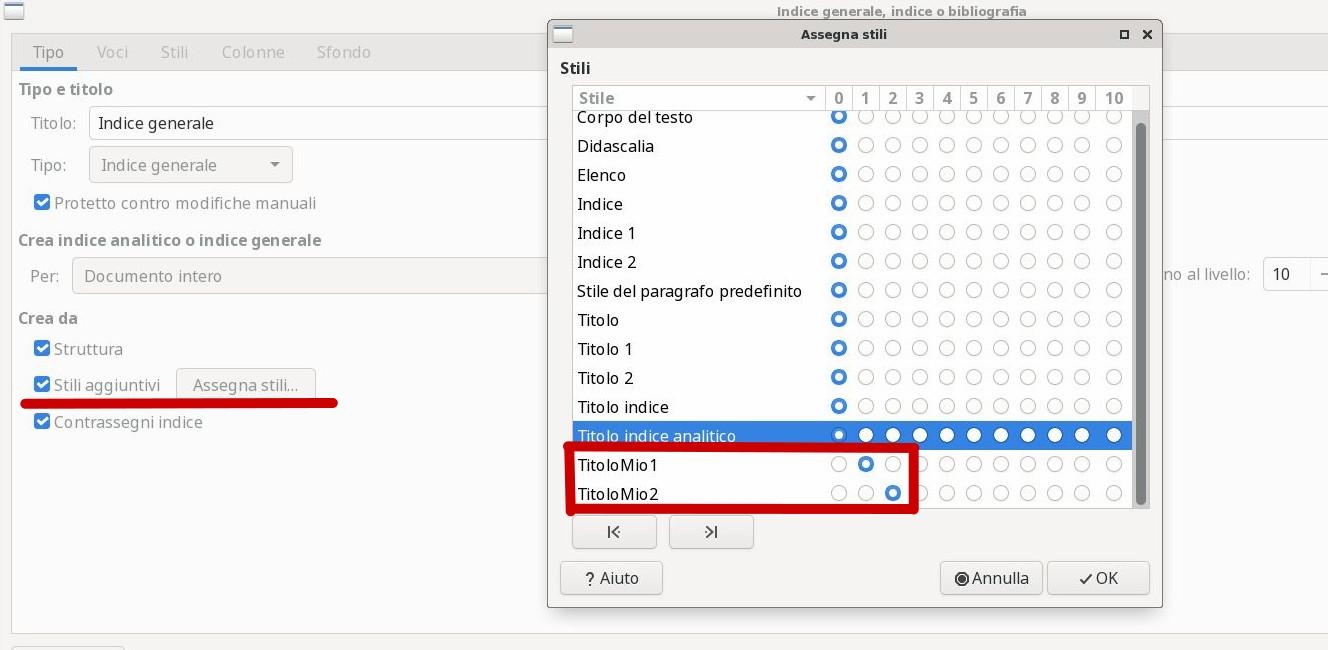 Indice generale, indice o bibliografia
Tipo Voci Stili Colonne Sfondo
Tipo e titolo
Titolo: Indice generale
Tipo: Indice generale
Protetto contro modifiche manuali
Crea indice analitico o indice generale
Per: Documento intero
no al livello: 10
Crea da
Struttura
Stili aggiuntivi Assegna stili...
Contrassegni indice
Assegna stili
Stili
Stile 0 1 2 3 4 5 6 7 8 9 10
Corpo del testo
Didascalia
Elenco
Indice
Indice 1
Indice 2
Stile del paragrafo predefinito
Titolo
Titolo 1
Titolo 2
Titolo indice
Titolo indice analitico
TitoloMio1
TitoloMio2
? Aiuto Annulla OK